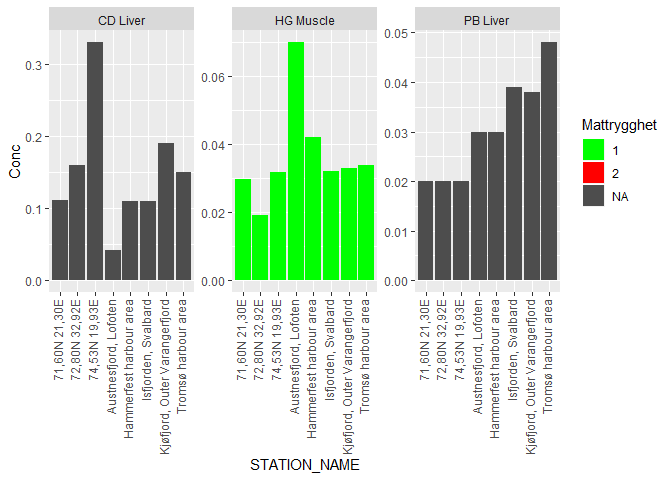 CD Liver
HG Muscle
PB Liver
Conc
0.3
0.2
0.1
0.0
0.06
0.04
0.02
0.00
0.05
0.04
0.03
0.02
0.01
0.00
71,60N 21,30E
72,80N 32,92E
74,53N 19,93E
Austnesfjord, Lofoten
Hammerfest harbour area
Isfjorden, Svalbard
Kjøfjord, Outer Varangerfjord
Tromsø harbour area
71,60N 21,30E
72,80N 32,92E
74,53N 19,93E
Austnesfjord, Lofoten
Hammerfest harbour area
Isfjorden, Svalbard
Kjøfjord, Outer Varangerfjord
Tromsø harbour area
71,60N 21,30E
72,80N 32,92E
74,53N 19,93E
Austnesfjord, Lofoten
Hammerfest harbour area
Isfjorden, Svalbard
Kjøfjord, Outer Varangerfjord
Tromsø harbour area
STATION_NAME
Mattrygghet
1
2
NA